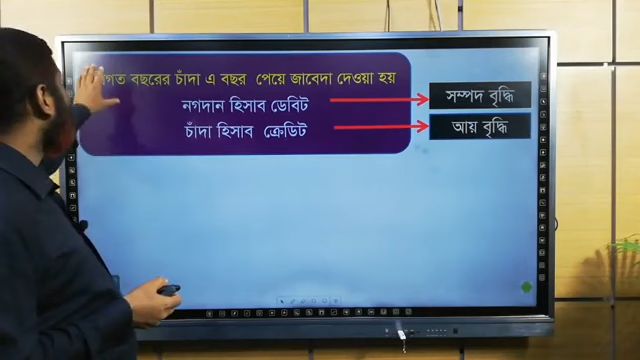 গত বছরের চাঁদা এ বছর পেয়ে জাবেদা দেওয়া হয়
নগদান হিসাব ডেবিট
সম্পদ বৃদ্ধি
চাঁদা হিসাব ক্রেডিট
আয় বৃদ্ধি